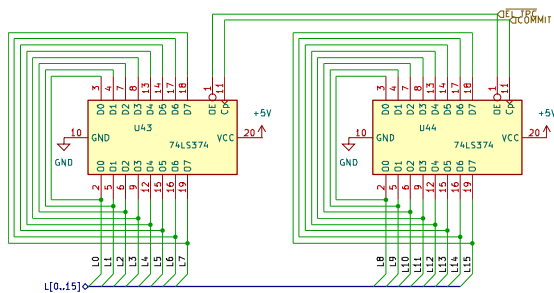 EI_TPC
COMMIT
3 4 7 8 13 14 17 18 1 11
D0 D1 D2 D3 D4 D5 D6 D7 OE Cp
U43
+5V
10 GND VCC 20
GND
74LS374
O0 O1 O2 O3 O4 O5 O6 O7
2 5 6 9 12 15 16 19
L0 L1 L2 L3 L4 L5 L6 L7
3 4 7 8 13 14 17 18 1 11
D0 D1 D2 D3 D4 D5 D6 D7 OE Cp
U44
+5V
10 GND VCC 20
GND
74LS374
O0 O1 O2 O3 O4 O5 O6 O7
2 5 6 9 12 15 16 19
L8 L9 L10 L11 L12 L13 L14 L15
L[0..15]